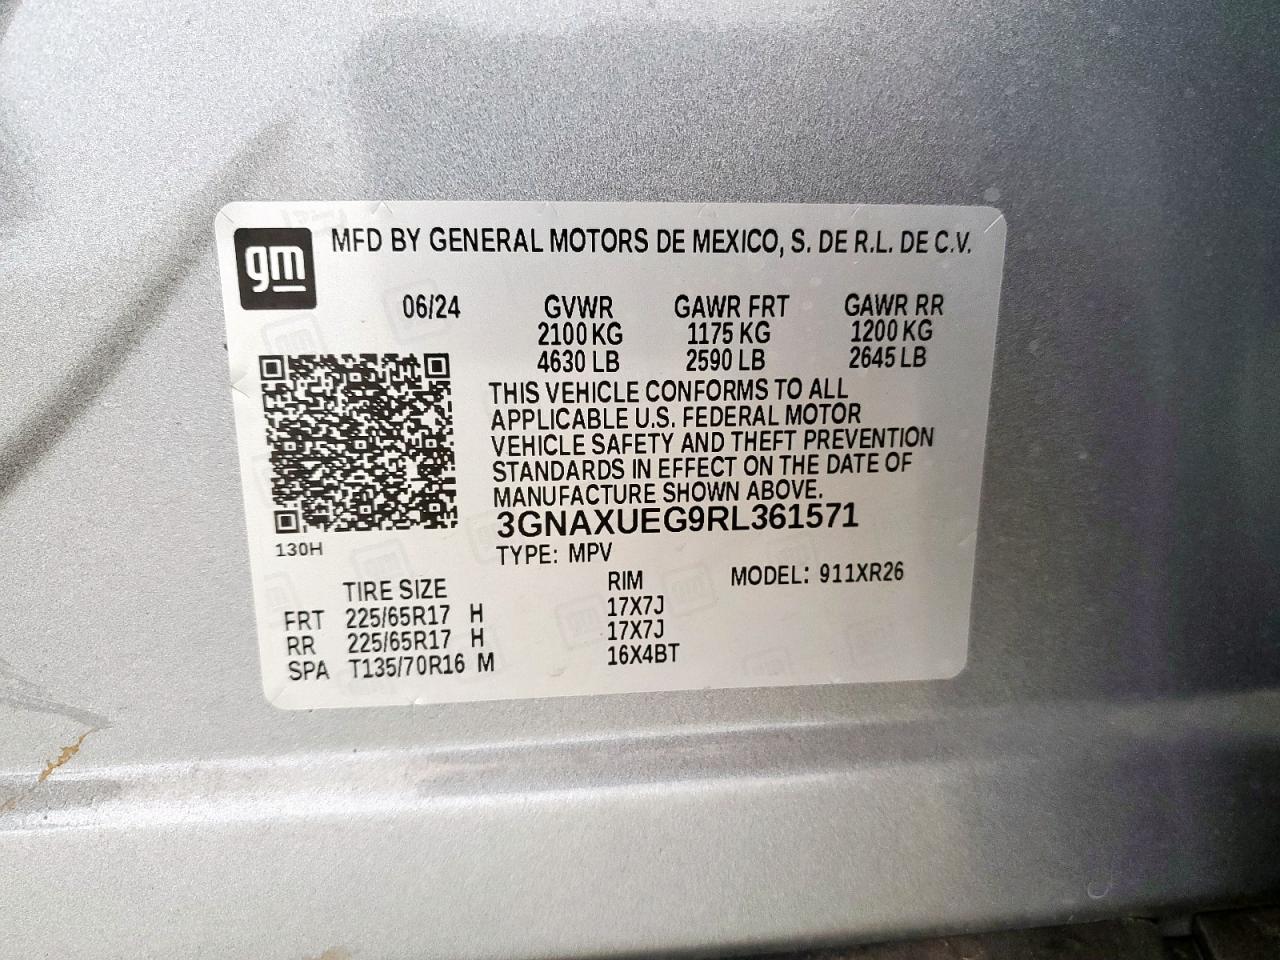 gm
MFD BY GENERAL MOTORS DE MEXICO, S. DE R.L. DE C.V.
06/24 GVWR GAWR FRT GAWR RR
2100 KG 1175 KG 1200 KG
4630 LB 2590 LB 2645 LB
THIS VEHICLE CONFORMS TO ALL
APPLICABLE U.S. FEDERAL MOTOR
VEHICLE SAFETY AND THEFT PREVENTION
STANDARDS IN EFFECT ON THE DATE OF
MANUFACTURE SHOWN ABOVE.
3GNAXUEG9RL361571
130H
TYPE: MPV
TIRE SIZE RIM MODEL: 911XR26
FRT 225/65R17 H 17X7J
RR 225/65R17 H 17X7J
SPA T135/70R16 M 16X4BT